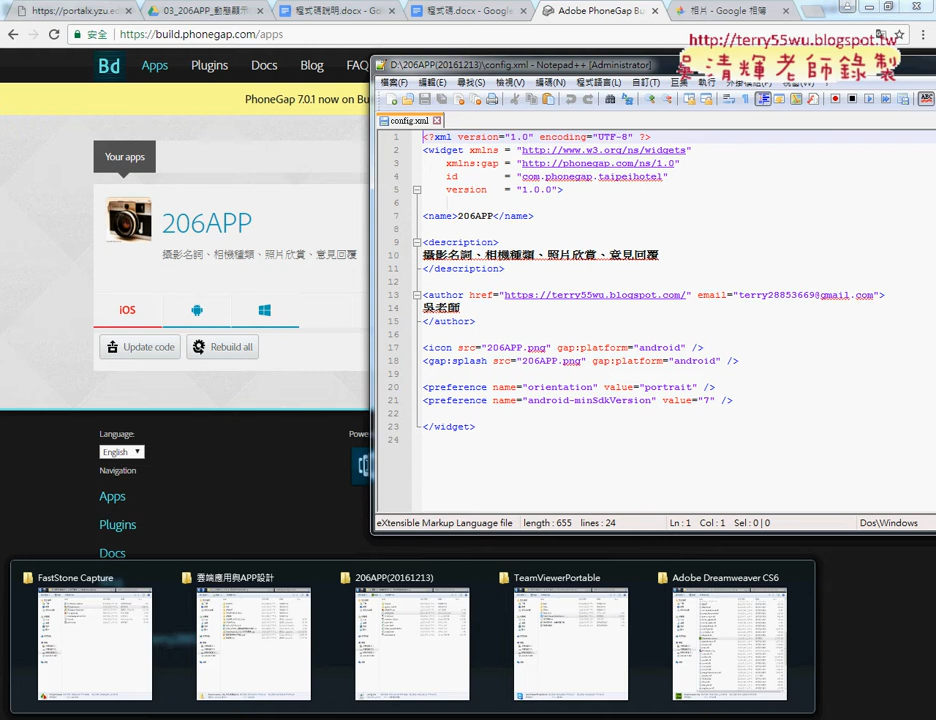 https://portalx.yzu.ed
03_206APP_動態顯示
程式碼說明.docx - G
程式碼.docx - Goog
Adobe PhoneGap Bu
相片 - Google 相簿
安全 https://build.phonegap.com/apps
http://terry55wu.blogspot.tw
吳清輝老師錄製
Bd Apps Plugins Docs Blog FAQ
PhoneGap 7.0.1 now on Bu
Your apps
206APP
攝影名詞、相機種類、照片欣賞、意見回覆
iOS
Update code Rebuild all
Language:
English
Navigation
Apps
Plugins
Docs
Powe
D:\206APP(20161213)\config.xml - Notepad++ [Administrator]
檔案(F) 編輯(E) 尋找(S) 檢視(V) 編碼(N) 程式語言(L) 自訂(T) 巨集 執行
config.xml
1 <?xml version="1.0" encoding="UTF-8" ?>
2 <widget xmlns = "http://www.w3.org/ns/widgets"
3 xmlns:gap = "http://phonegap.com/ns/1.0"
4 id = "com.phonegap.taipeihotel"
5 version = "1.0.0">
6
7 <name>206APP</name>
8
9 <description>
10 攝影名詞、相機種類、照片欣賞、意見回覆
11 </description>
12
13 <author href="https://terry55wu.blogspot.com/" email="terry28853669@gmail.com">
14 吳老師
15 </author>
16
17 <icon src="206APP.png" gap:platform="android" />
18 <gap:splash src="206APP.png" gap:platform="android" />
19
20 <preference name="orientation" value="portrait" />
21 <preference name="android-minSdkVersion" value="7" />
22
23 </widget>
24
eXtensible Markup Language file length : 655 lines : 24 Ln : 1 Col : 1 Sel : 0 | 0 Dos\Windows
FastStone Capture
雲端應用與APP設計
206APP(20161213)
TeamViewerPortable
Adobe Dreamweaver CS6